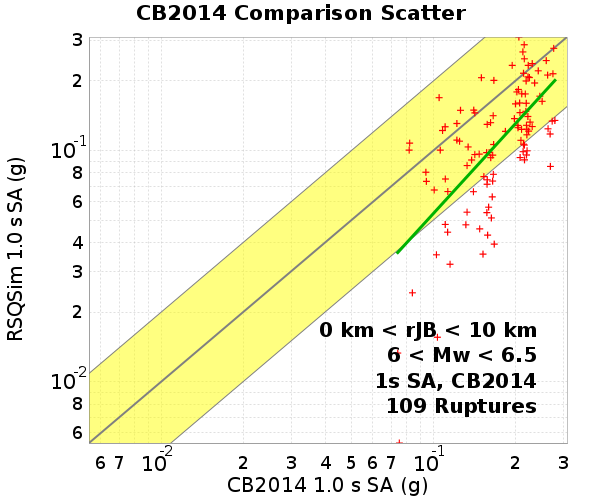 CB2014 Comparison Scatter
3
2
10-1
8
6
4
3
2
10-2
8
6
RSQSim 1.0 s SA (g)
0 km < rJB < 10 km
6 < Mw < 6.5
1s SA, CB2014
109 Ruptures
6 7 10-2 2 3 4 5 6 7 10-1 2 3
CB2014 1.0 s SA (g)